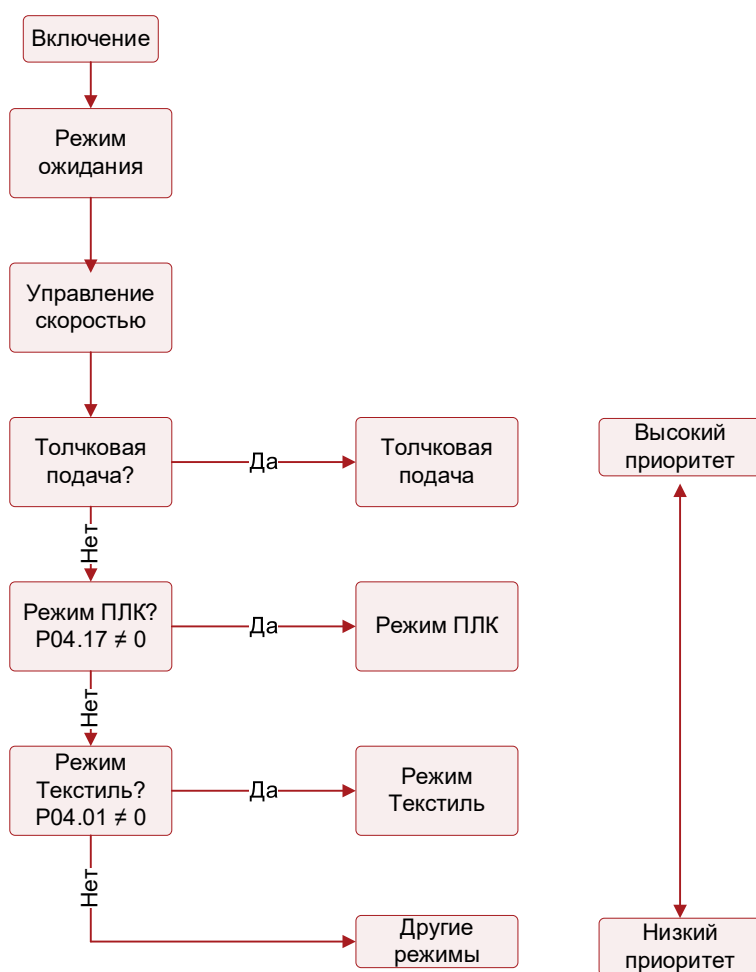 Включение
Режим
ожидания
Управление
скоростью
Толчковая
подача?
Да
Толчковая
подача
Высокий
приоритет
Нет
Режим ПЛК?
P04.17 ≠ 0
Да
Режим ПЛК
Нет
Режим
Текстиль?
P04.01 ≠ 0
Да
Режим
Текстиль
Нет
Другие
режимы
Низкий
приоритет